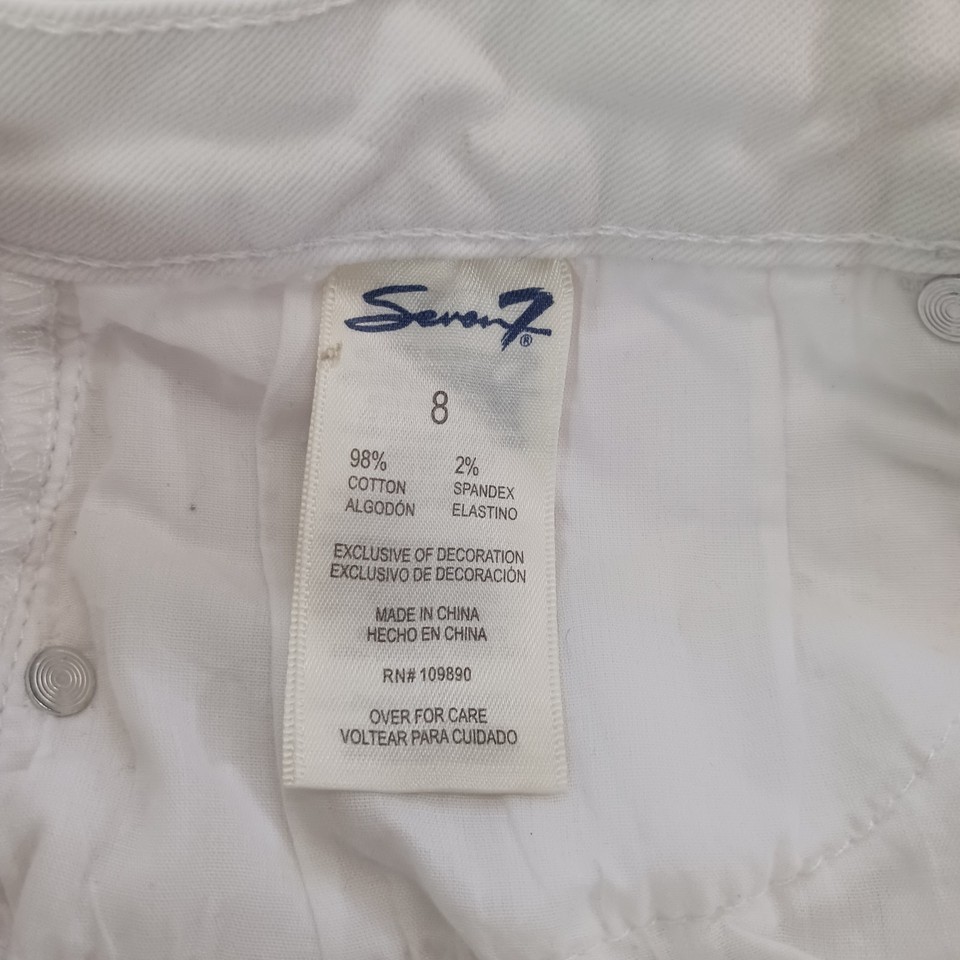 Seven7®
8
98% 2%
COTTON SPANDEX
ALGODÓN ELASTINO
EXCLUSIVE OF DECORATION
EXCLUSIVO DE DECORACIÓN
MADE IN CHINA
HECHO EN CHINA
RN# 109890
OVER FOR CARE
VOLTEAR PARA CUIDADO